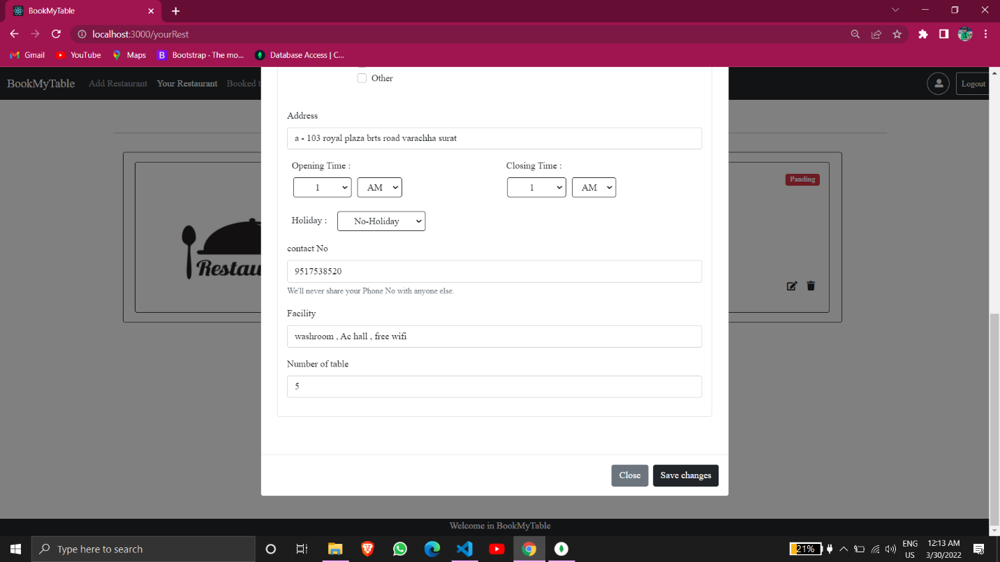 BookMyTable
localhost:3000/yourRest
Gmail YouTube Maps Bootstrap · The mo... Database Access | C...
BookMyTable Add Restaurant Your Restaurant Booked t Logout
Other
Address
a - 103 royal plaza brts road varachha surat
Opening Time : Closing Time :
1 AM 1 AM
Panding
Holiday : No-Holiday
Restau
contact No
9517538520
We'll never share your Phone No with anyone else.
Facility
washroom , Ac hall , free wifi
Number of table
5
Close Save changes
Welcome in BookMyTable
Type here to search
21%
ENG
US
12:13 AM
3/30/2022